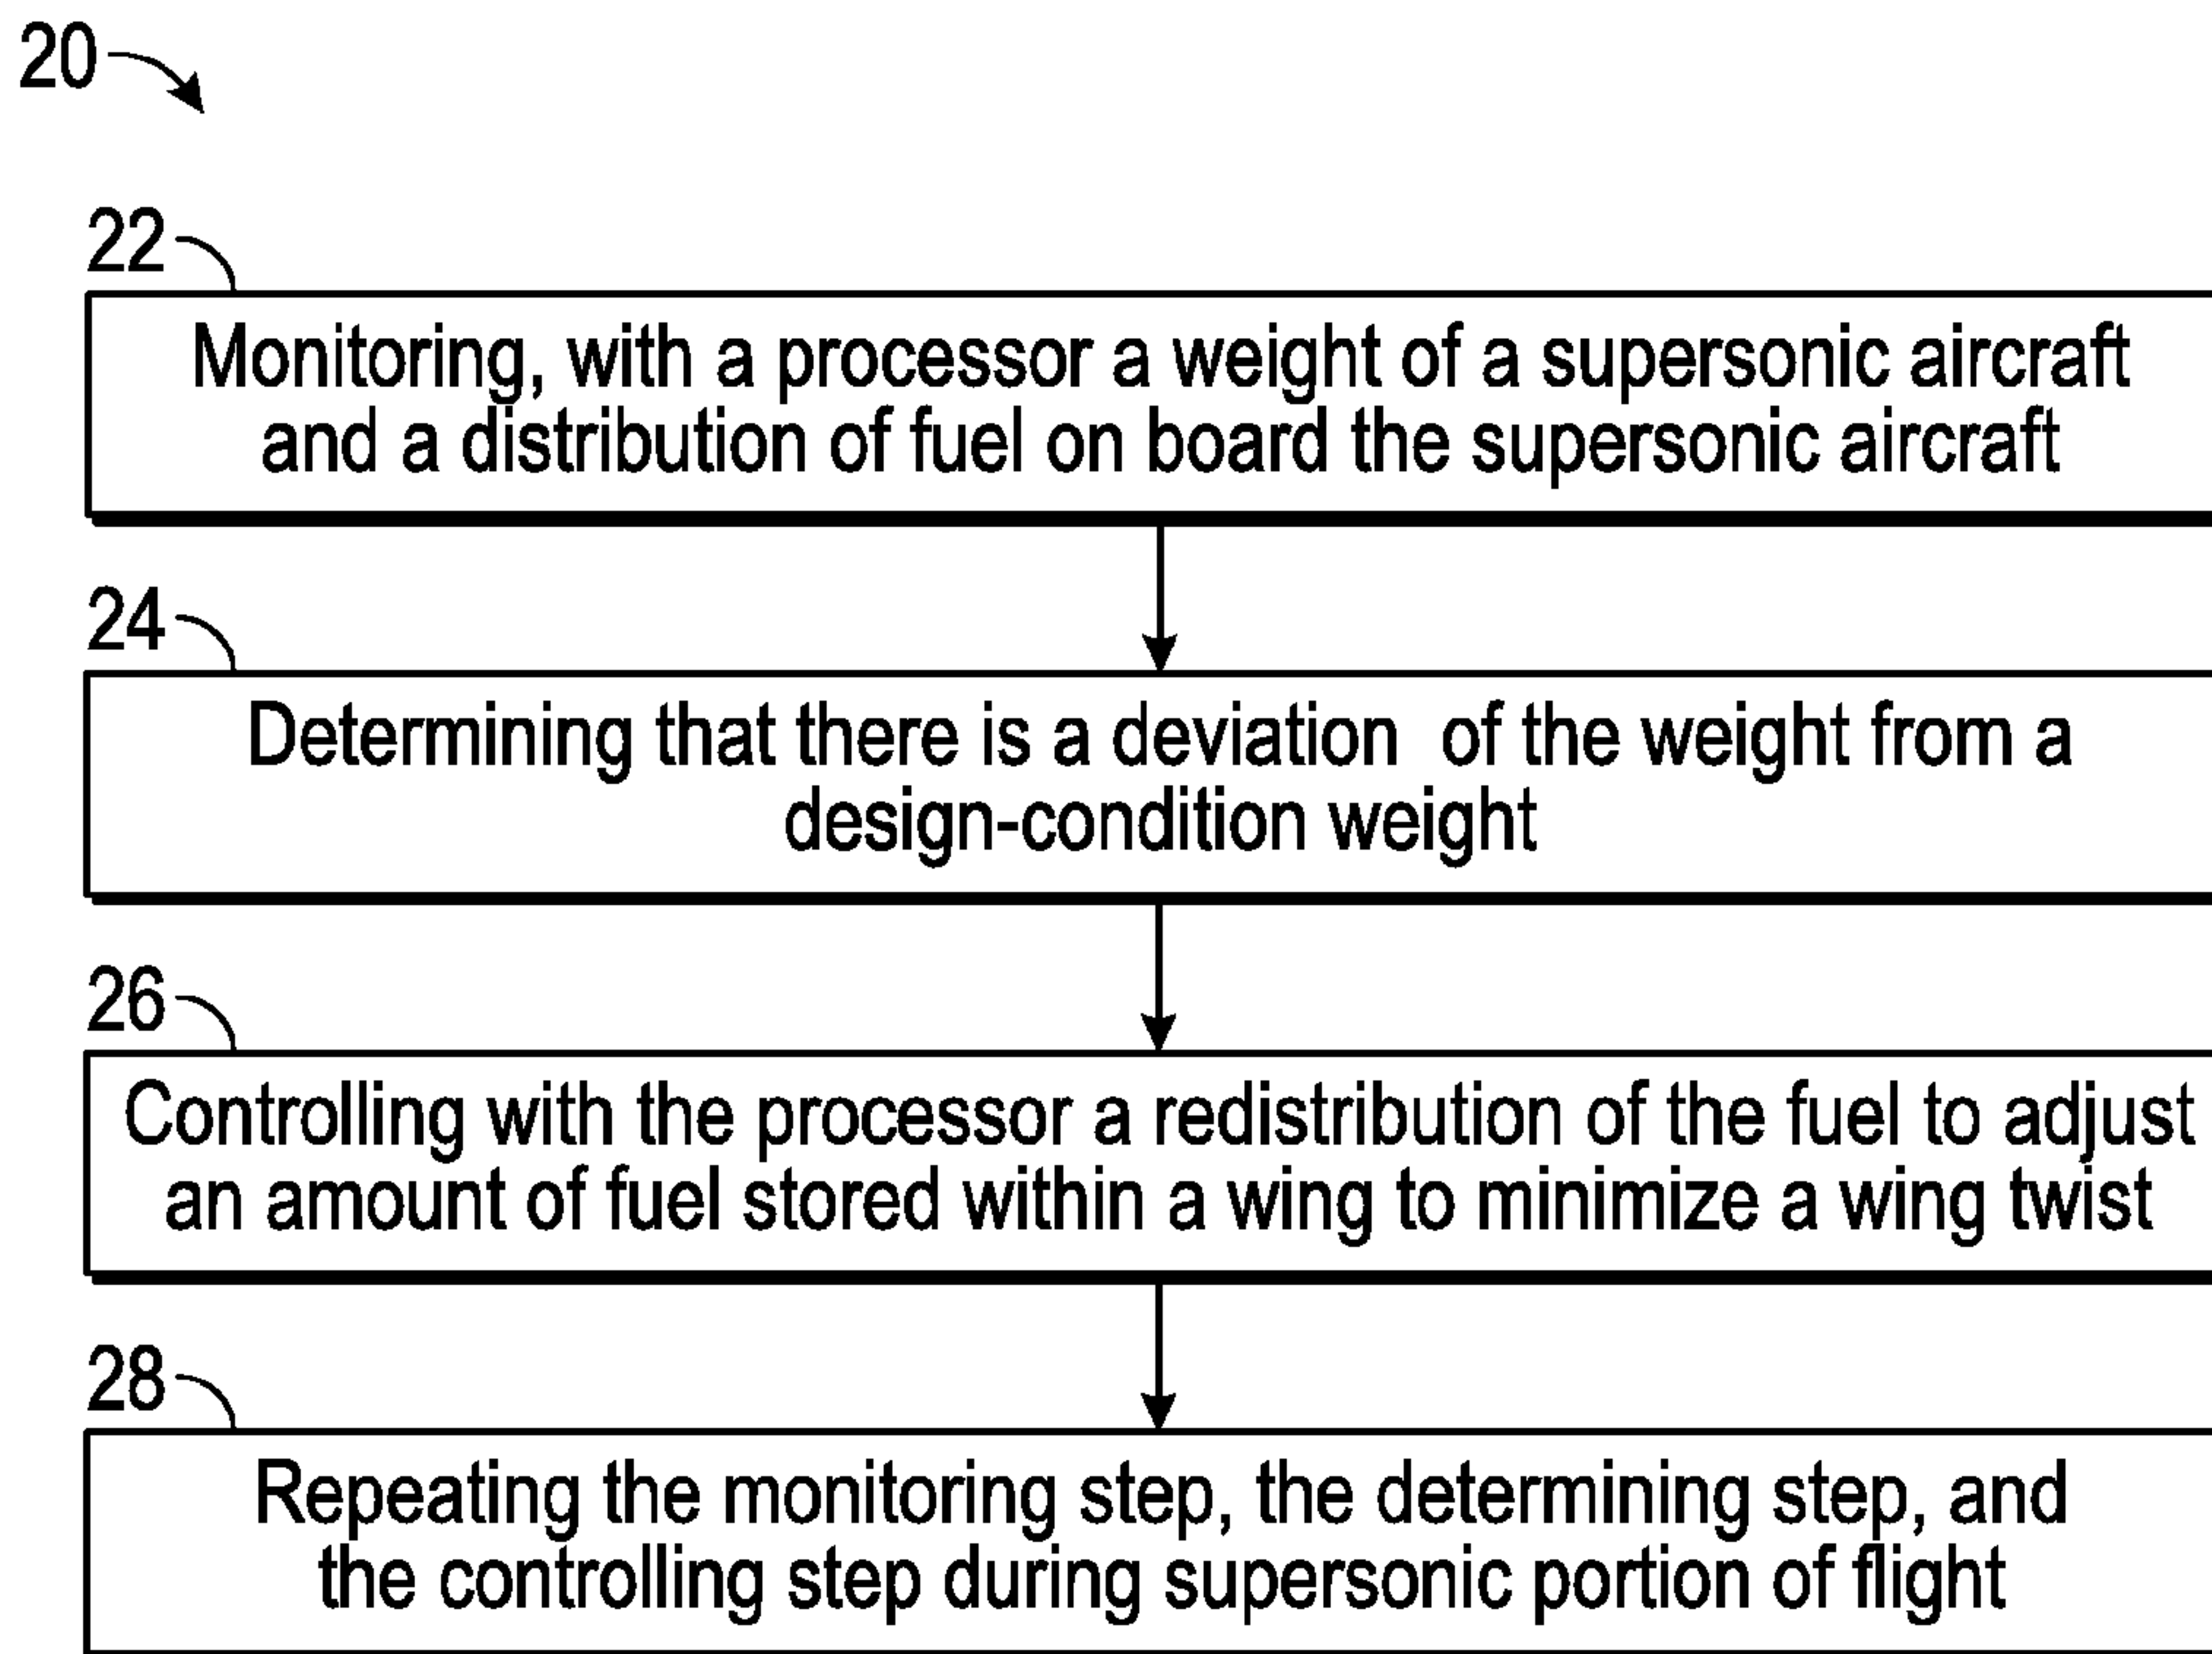 20
22
Monitoring, with a processor a weight of a supersonic aircraft
and a distribution of fuel on board the supersonic aircraft
24
Determining that there is a deviation of the weight from a
design-condition weight
26
Controlling with the processor a redistribution of the fuel to adjust
an amount of fuel stored within a wing to minimize a wing twist
28
Repeating the monitoring step, the determining step, and
the controlling step during supersonic portion of flight